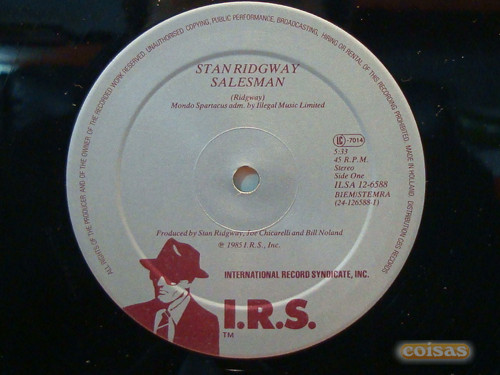 ALL RIGHTS OF THE PRODUCER AND OF THE OWNER OF THE RECORDED WORK RESERVED. UNAUTHORISED COPYING, PUBLIC PERFORMANCE, BROADCASTING, HIRING OR RENTAL OF THIS RECORDING PROHIBITED. MADE IN HOLLAND. DISTRIBUTION CBS RECORDS.
STAN RIDGWAY
SALESMAN
(Ridgway)
Mondo Spartacus adm. by Illegal Music Limited
LC -7014
5:33
45 R.P.M.
Stereo
Side One
ILSA 12-6588
BIEM/STEMRA
(24-126588-1)
Produced by Stan Ridgway, Joe Chiccarelli and Bill Noland
℗ 1985 I.R.S., Inc.
INTERNATIONAL RECORD SYNDICATE, INC.
I.R.S.
TM
coisas